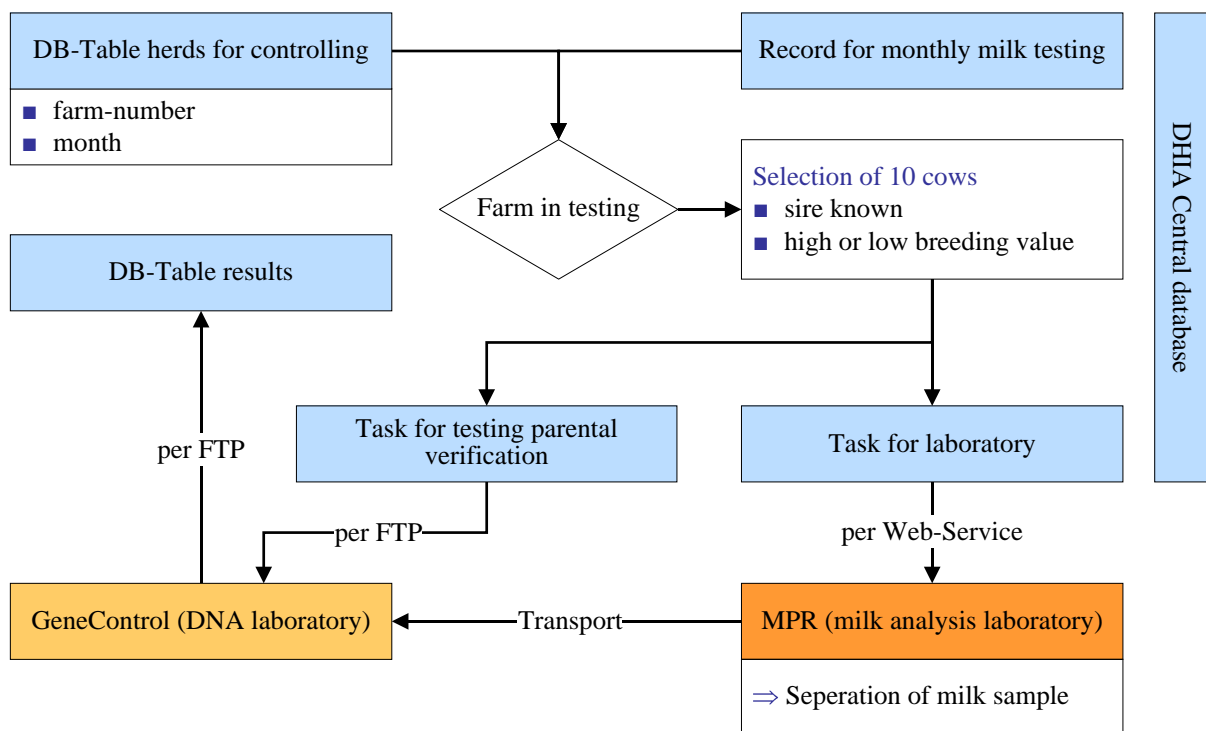 DB-Table herds for controlling
■ farm-number
■ month
Record for monthly milk testing
DHIA Central database
Farm in testing
Selection of 10 cows
■ sire known
■ high or low breeding value
DB-Table results
Task for testing parental
verification
Task for laboratory
per FTP
per FTP
per Web-Service
GeneControl (DNA laboratory)
Transport
MPR (milk analysis laboratory)
⇒ Seperation of milk sample